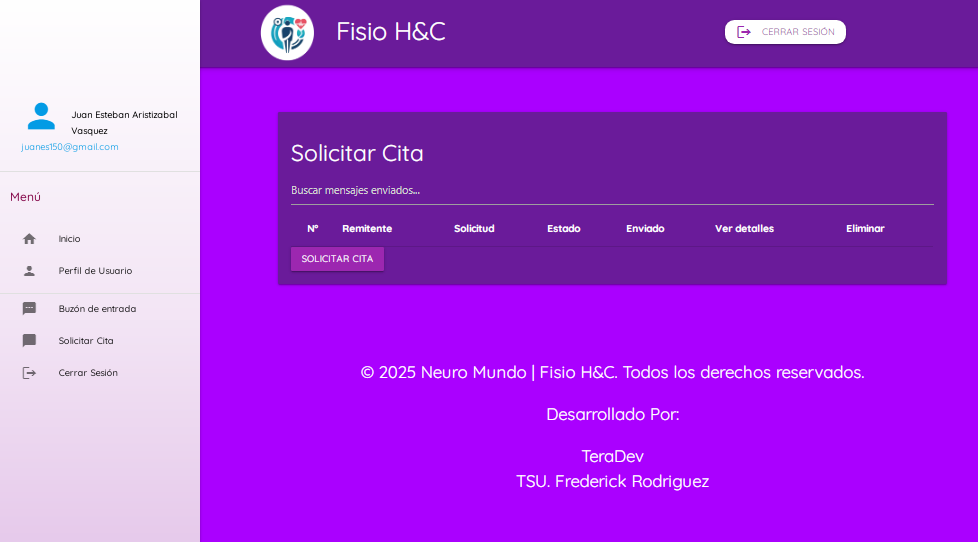 Fisio H&C
CERRAR SESIÓN
Juan Esteban Aristizabal
Vasquez
juanes150@gmail.com
Menú
Inicio
Perfil de Usuario
Buzón de entrada
Solicitar Cita
Cerrar Sesión
Solicitar Cita
Buscar mensajes enviados...
Nº Remitente Solicitud Estado Enviado Ver detalles Eliminar
SOLICITAR CITA
© 2025 Neuro Mundo | Fisio H&C. Todos los derechos reservados.
Desarrollado Por:
TeraDev
TSU. Frederick Rodriguez